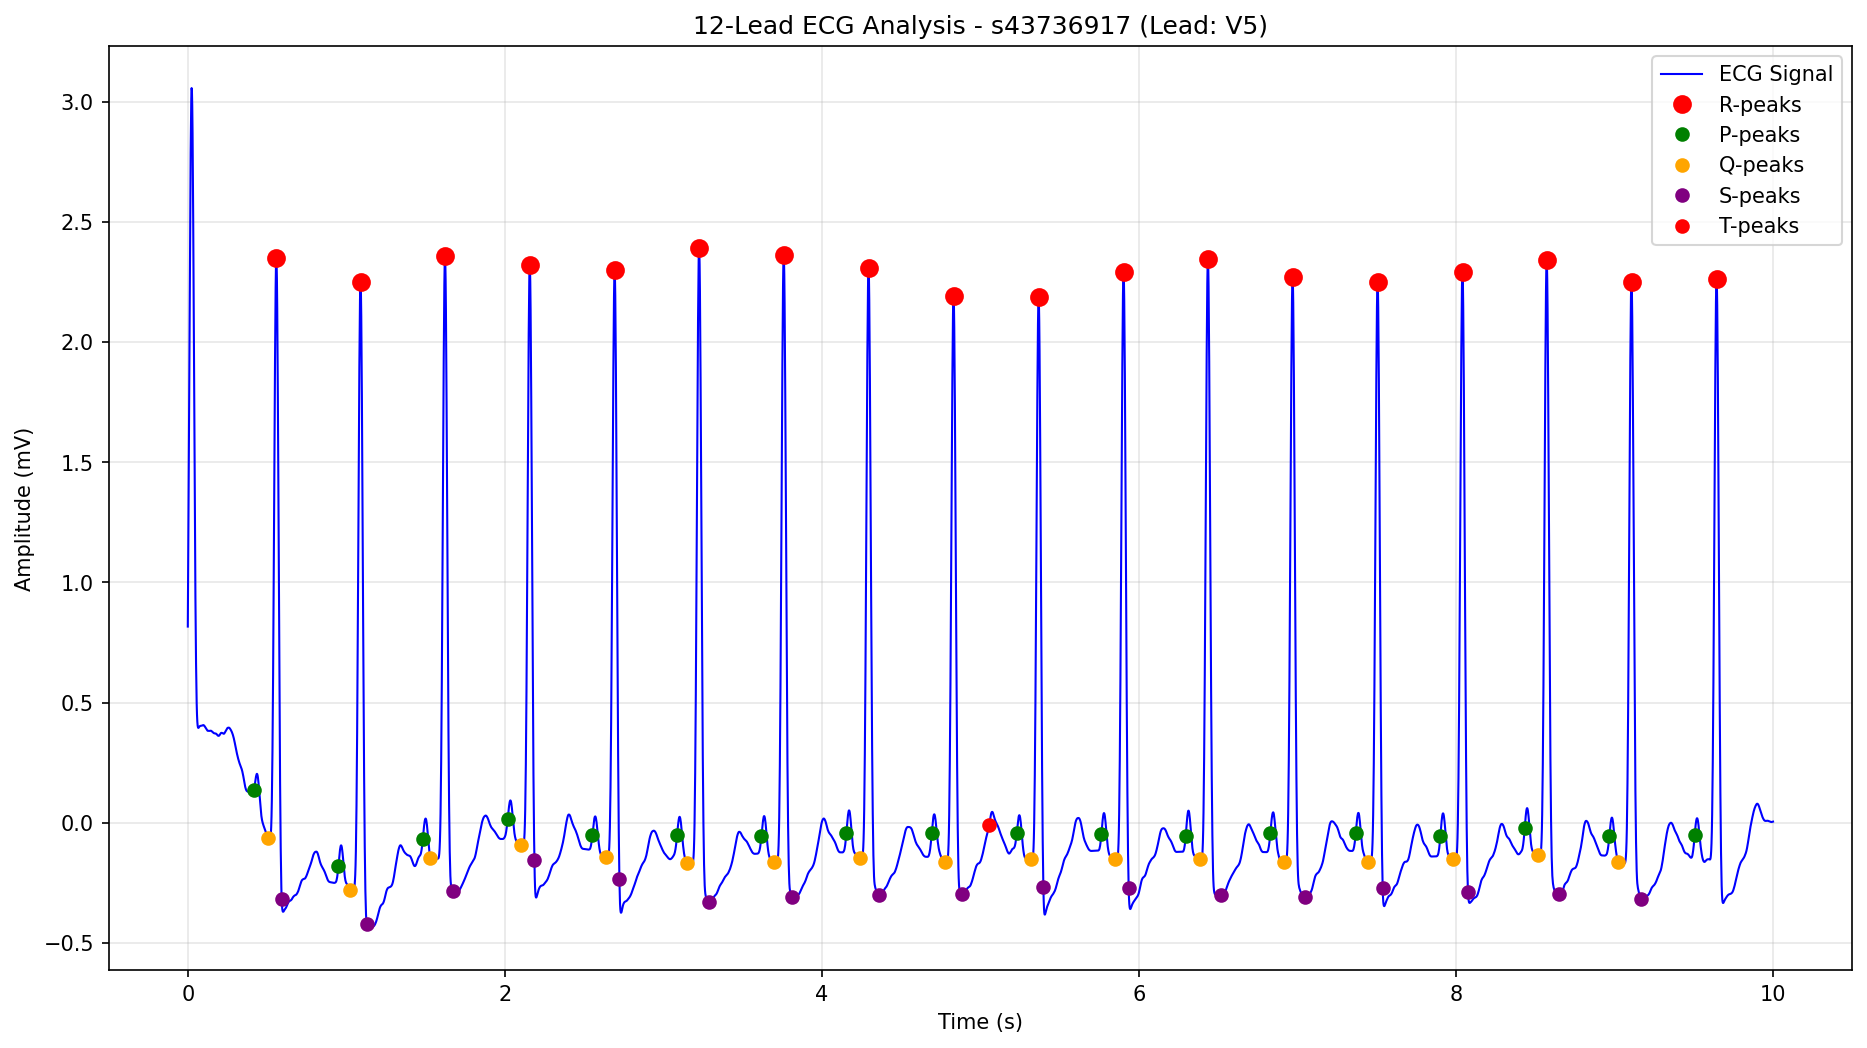 12-Lead ECG Analysis - s43736917 (Lead: V5)
ECG Signal
R-peaks
P-peaks
Q-peaks
S-peaks
T-peaks
Amplitude (mV)
3.0
2.5
2.0
1.5
1.0
0.5
0.0
−0.5
0 2 4 6 8 10
Time (s)